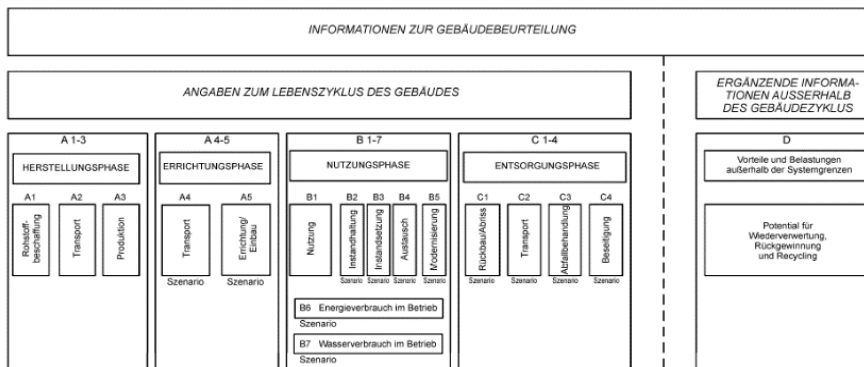 INFORMATIONEN ZUR GEBÄUDEBEURTEILUNG
ANGABEN ZUM LEBENSZYKLUS DES GEBÄUDES
ERGÄNZENDE INFORMA-
TIONEN AUSSERHALB
DES GEBÄUDEZYKLUS
A 1-3
HERSTELLUNGSPHASE
A1
A2
A3
Rohstoff-
beschaffung
Transport
Produktion
A 4-5
ERRICHTUNGSPHASE
A4
A5
Transport
Errichtung/
Einbau
Szenario
Szenario
B 1-7
NUTZUNGSPHASE
B1
B2
B3
B4
B5
Nutzung
Instandhaltung
Instandsetzung
Austausch
Modernisierung
Szenario
Szenario
Szenario
Szenario
B6 Energieverbrauch im Betrieb
Szenario
B7 Wasserverbrauch im Betrieb
Szenario
C 1-4
ENTSORGUNGSPHASE
C1
C2
C3
C4
Rückbau/Abriss
Transport
Abfallbehandlung
Beseitigung
Szenario
Szenario
Szenario
Szenario
D
Vorteile und Belastungen
außerhalb der Systemgrenzen
Potential für
Wiederverwertung,
Rückgewinnung
und Recycling